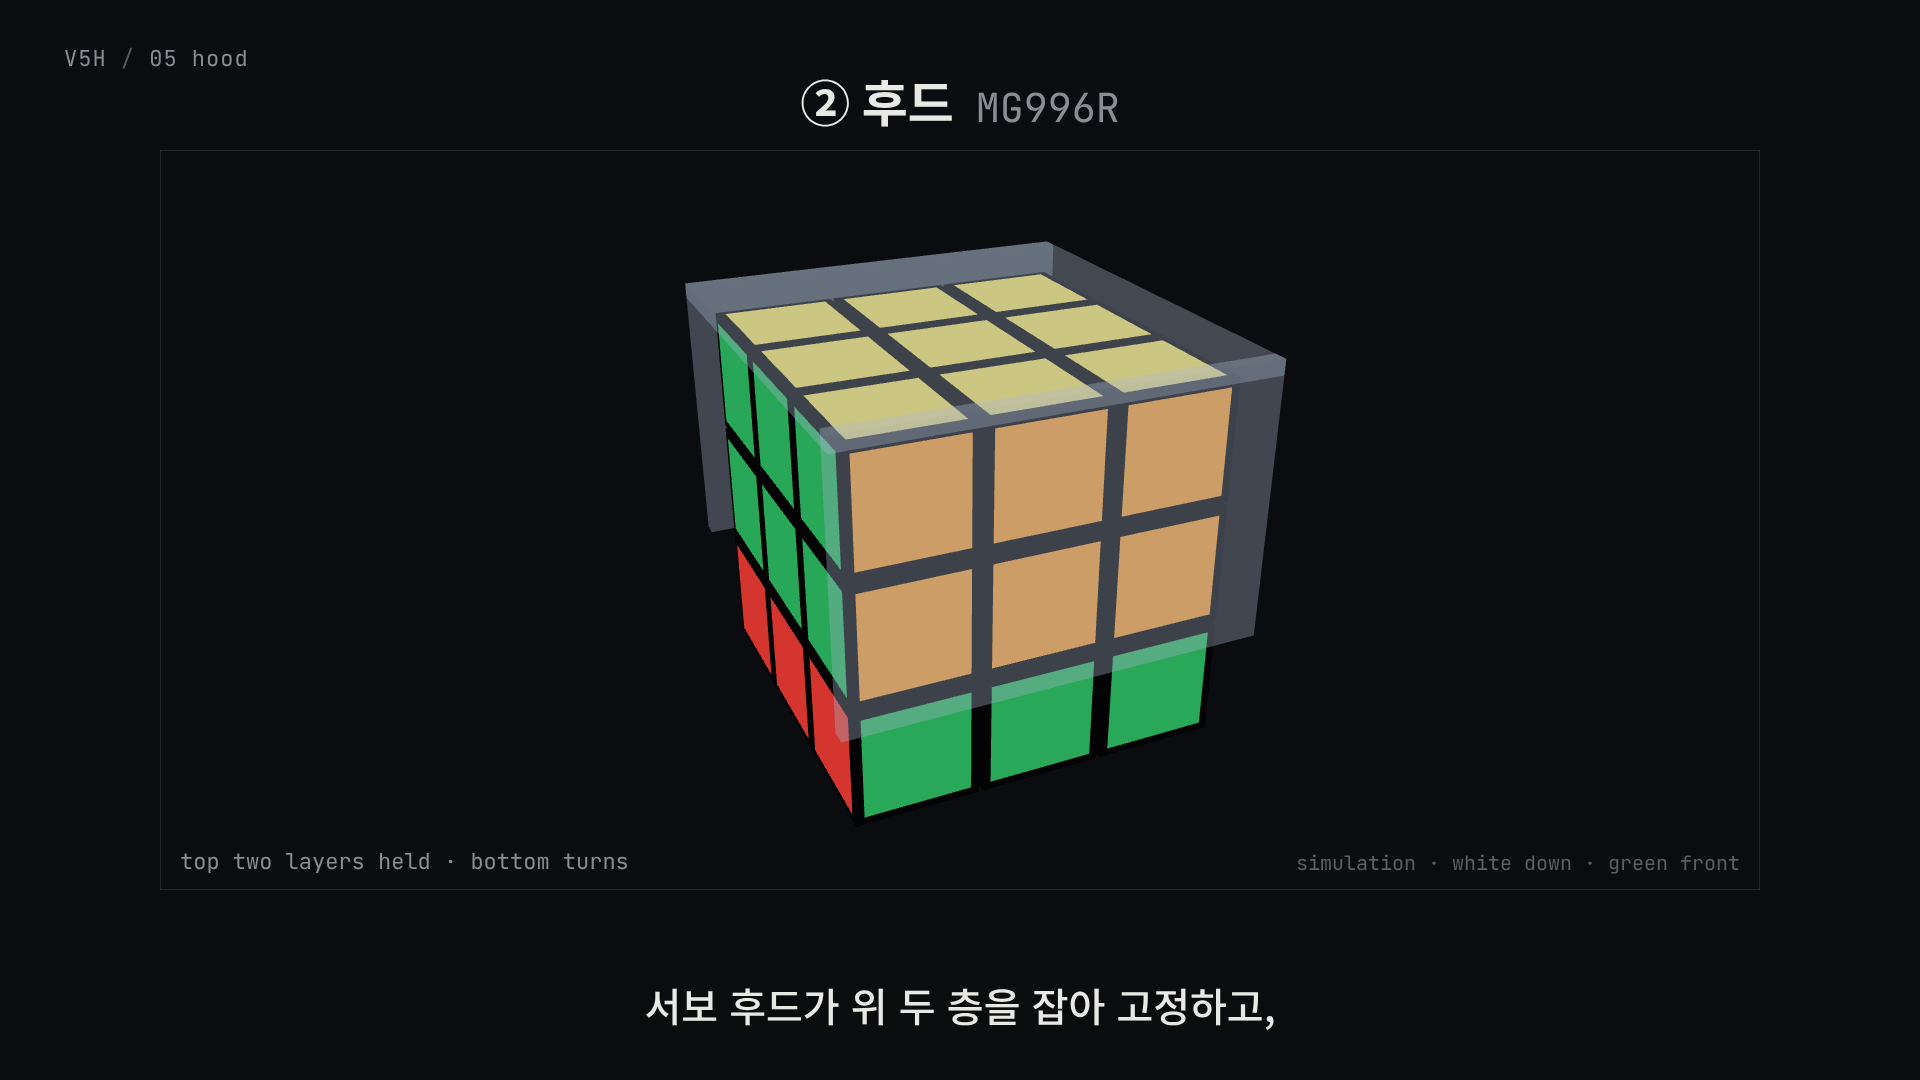 V5H / 05 hood
② 후드 MG996R
top two layers held · bottom turns
simulation · white down · green front
서보 후드가 위 두 층을 잡아 고정하고,